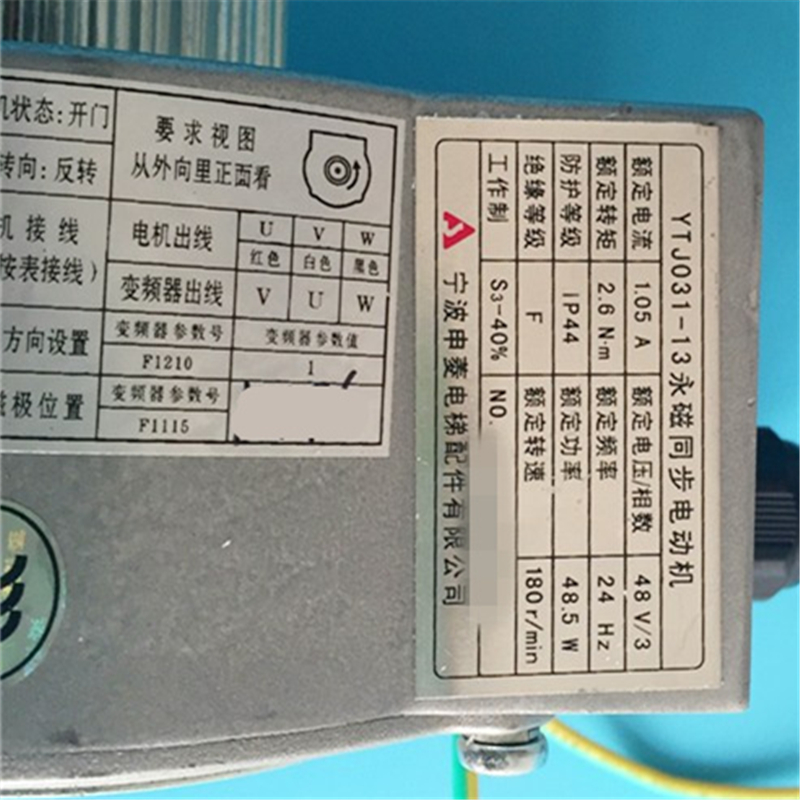 机状态:开门
转向:反转
机接线
按表接线)
方向设置
磁极位置
要求视图
从外向里正面看
电机出线 U V W
红色 白色 黑色
变频器出线 V U W
变频器参数号 变频器参数值
F1210 1
变频器参数号
F1115
YTJ031-13永磁同步电动机
额定电流 1.05 A 额定电压/相数 48 V/3
额定转矩 2.6 N·m 额定频率 24 Hz
防护等级 IP44 额定功率 48.5 W
绝缘等级 F 额定转速 180 r/min
工作制 S3-40% NO.
宁波申菱电梯配件有限公司